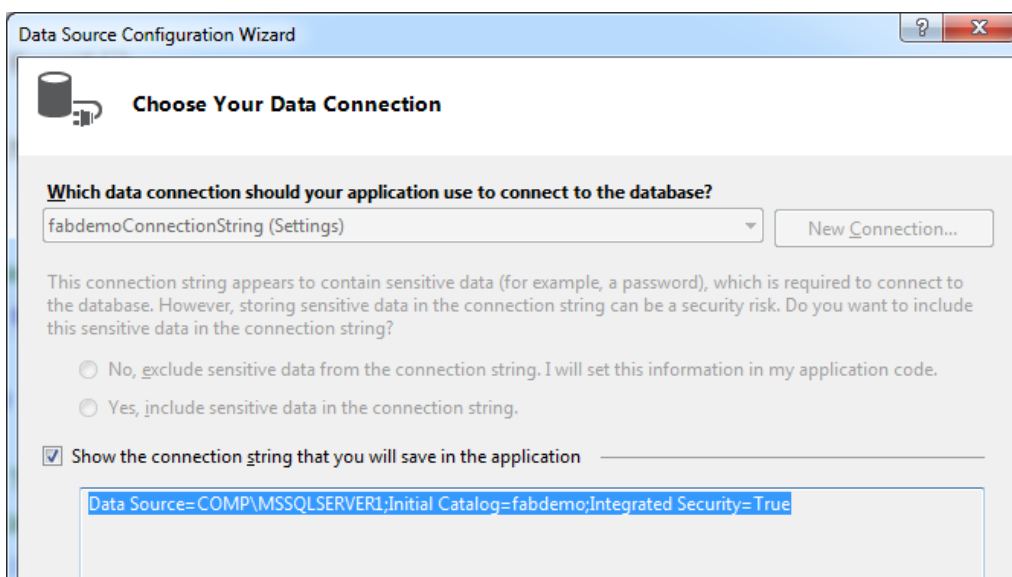 Data Source Configuration Wizard
Choose Your Data Connection
Which data connection should your application use to connect to the database?
fabdemoConnectionString (Settings)
New Connection...
This connection string appears to contain sensitive data (for example, a password), which is required to connect to
the database. However, storing sensitive data in the connection string can be a security risk. Do you want to include
this sensitive data in the connection string?
No, exclude sensitive data from the connection string. I will set this information in my application code.
Yes, include sensitive data in the connection string.
Show the connection string that you will save in the application
Data Source=COMP\MSSQLSERVER1;Initial Catalog=fabdemo;Integrated Security=True